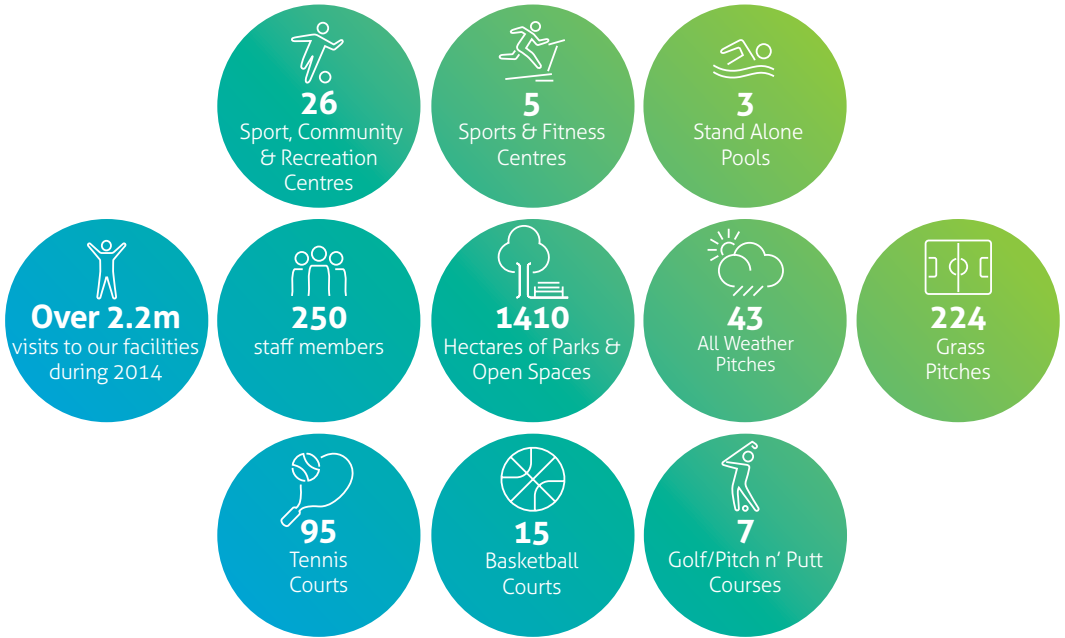 26
Sport, Community
& Recreation
Centres
5
Sports & Fitness
Centres
3
Stand Alone
Pools
Over 2.2m
visits to our facilities
during 2014
250
staff members
1410
Hectares of Parks &
Open Spaces
43
All Weather
Pitches
224
Grass
Pitches
95
Tennis
Courts
15
Basketball
Courts
7
Golf/Pitch n’ Putt
Courses